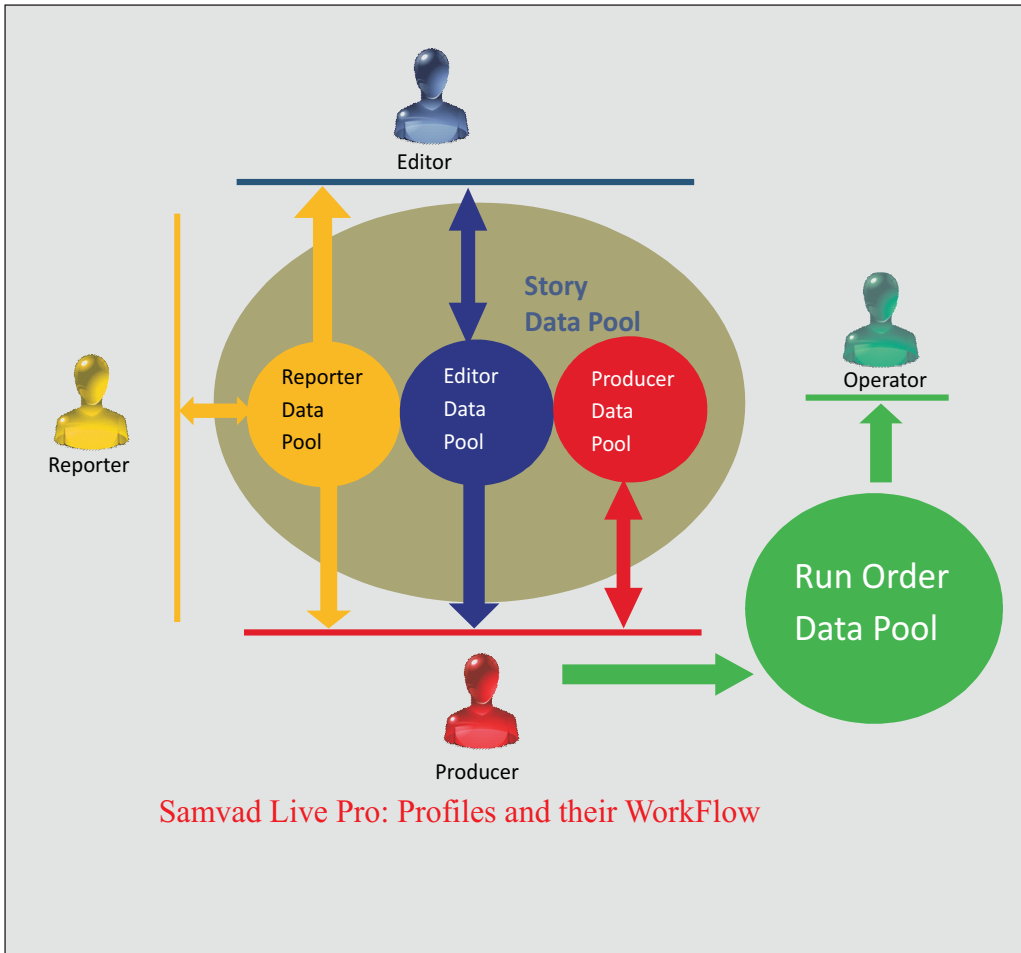 Editor
Story
Data Pool
Reporter
Data
Pool
Editor
Data
Pool
Producer
Data
Pool
Reporter
Operator
Run Order
Data Pool
Producer
Samvad Live Pro: Profiles and their WorkFlow